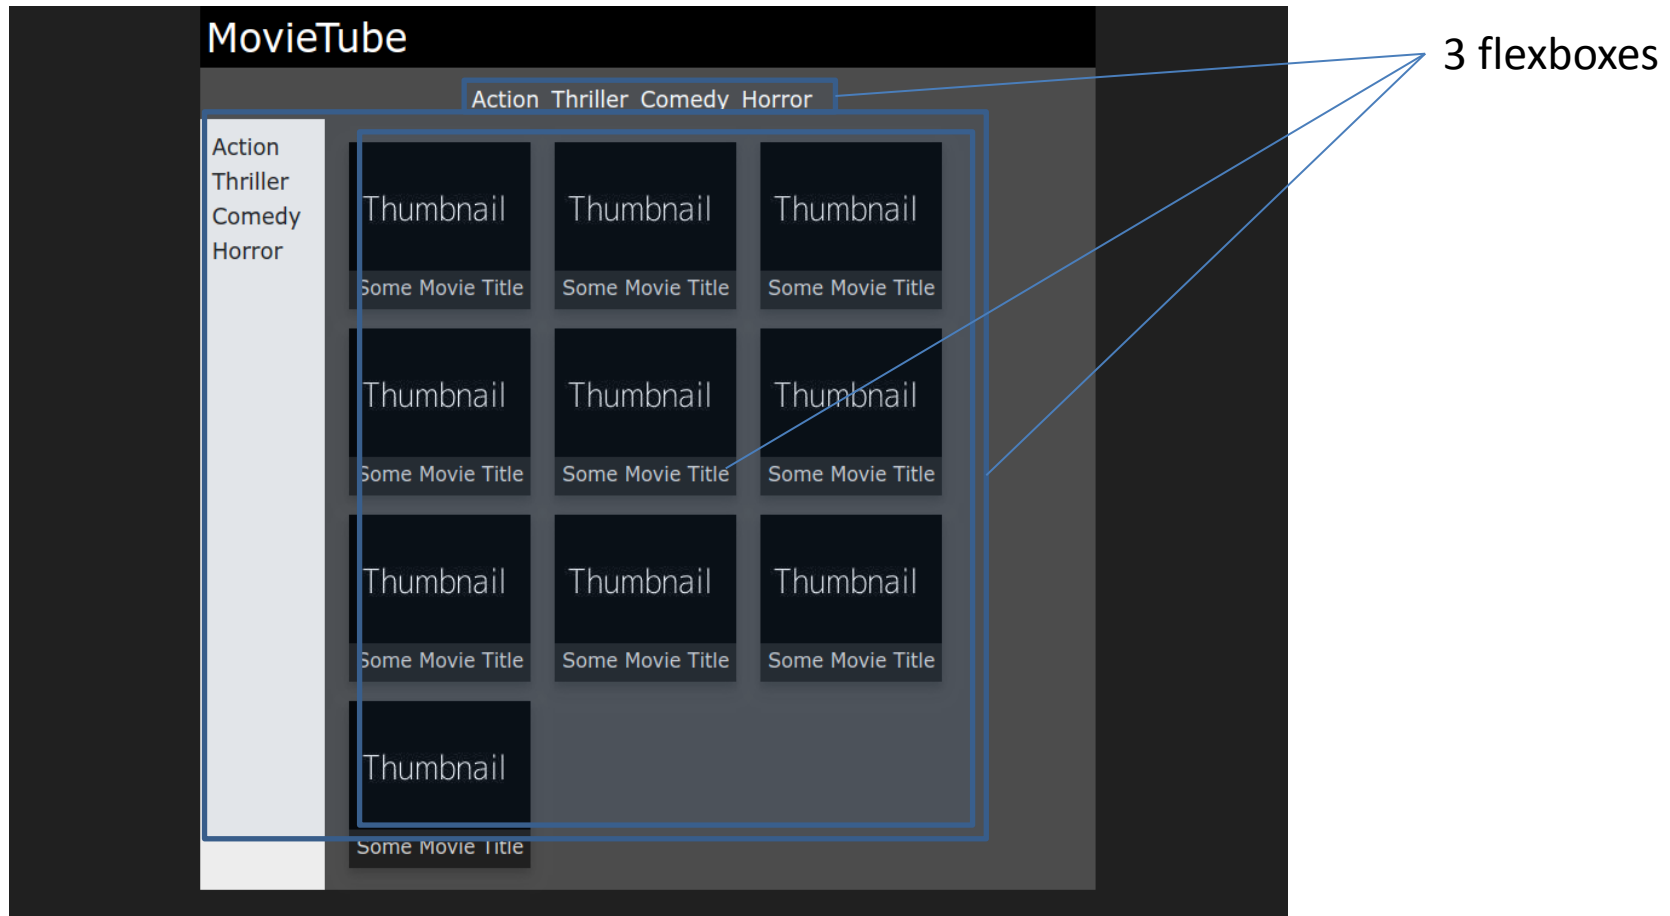 MovieTube
3 flexboxes
Action Thriller Comedy Horror
Action
Thriller
Comedy
Horror
Thumbnail Thumbnail Thumbnail
Some Movie Title Some Movie Title Some Movie Title
Thumbnail Thumbnail Thumbnail
Some Movie Title Some Movie Title Some Movie Title
Thumbnail Thumbnail Thumbnail
Some Movie Title Some Movie Title Some Movie Title
Thumbnail
Some Movie Title